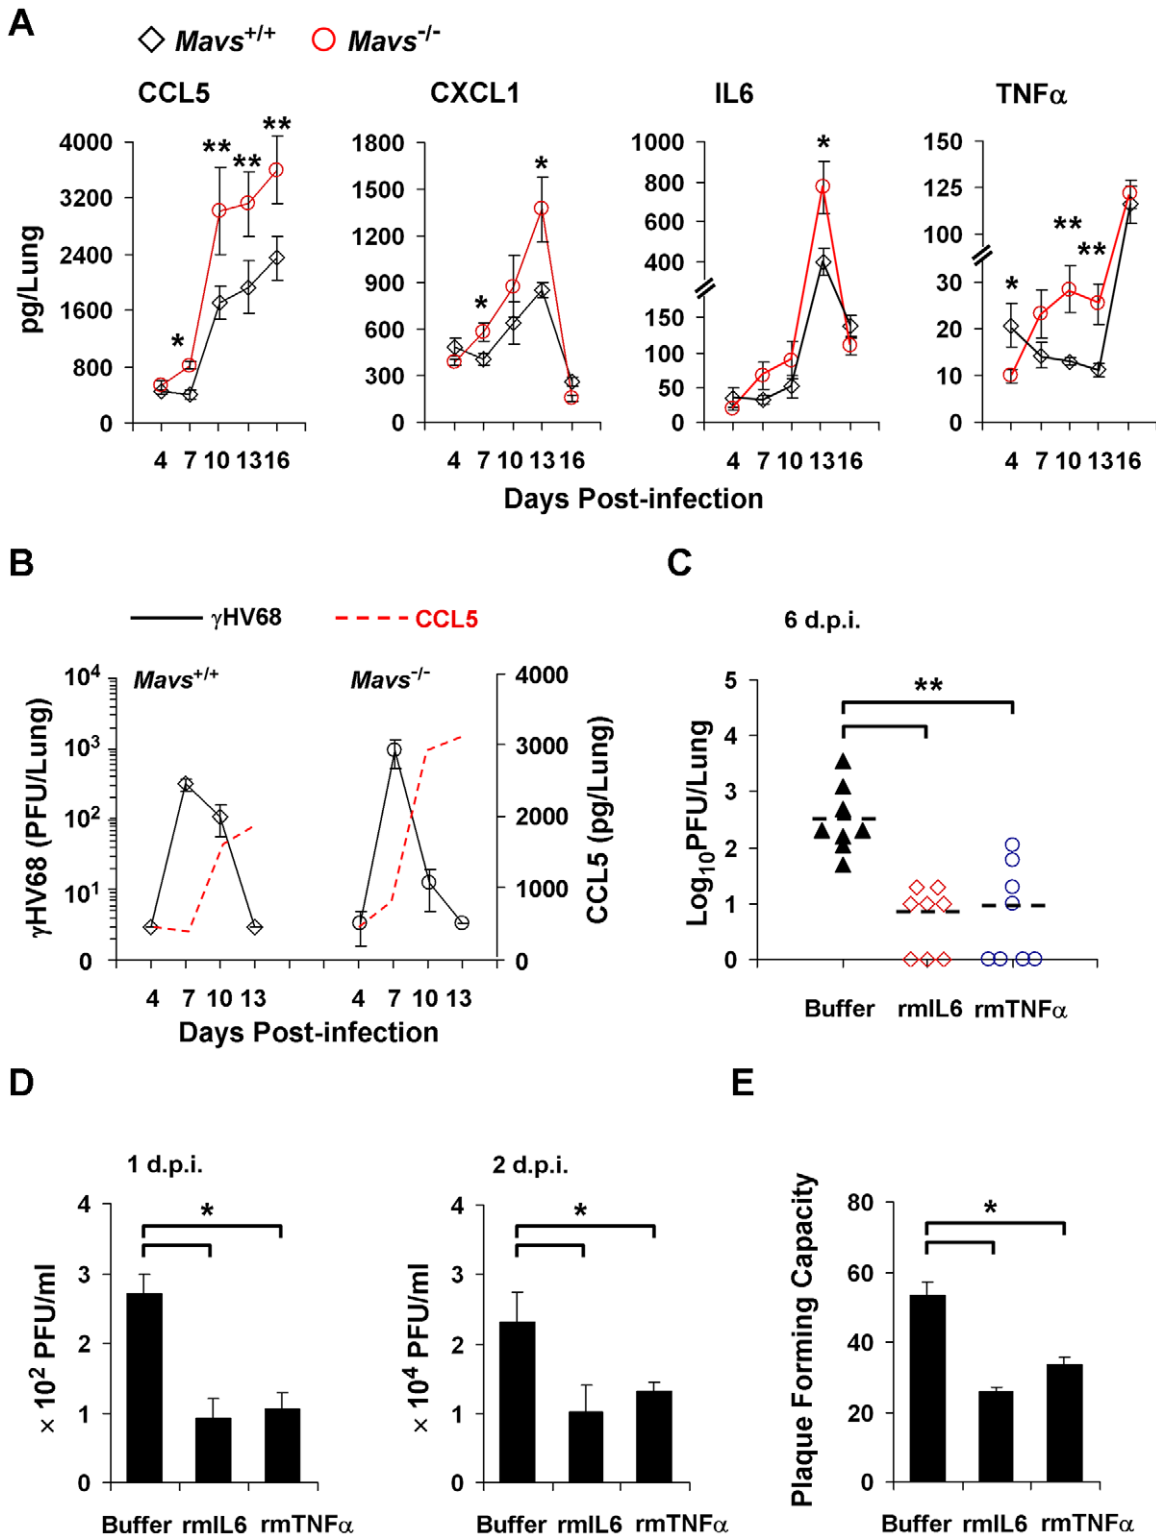 A
Mavs+/+ Mavs-/-
CCL5 CXCL1 IL6 TNFα
pg/Lung
4000 3200 2400 1600 800 0
1800 1500 1200 900 600 300 0
1000 800 600 400 150 100 50 0
150 125 100 30 20 10 0
* ** ** **
* *
*
* ** **
4 7 10 13 16 4 7 10 13 16 4 7 10 13 16 4 7 10 13 16
Days Post-infection
B
γHV68 CCL5
Mavs+/+ Mavs-/-
γHV68 (PFU/Lung)
10^4 10^3 10^2 10^1 0
CCL5 (pg/Lung)
4000 3000 2000 1000 0
4 7 10 13 4 7 10 13
Days Post-infection
C
6 d.p.i.
Log10PFU/Lung
5 4 3 2 1 0
**
Buffer rmIL6 rmTNFα
D
1 d.p.i.
× 10^2 PFU/ml
4 3 2 1 0
*
Buffer rmIL6 rmTNFα
2 d.p.i.
× 10^4 PFU/ml
4 3 2 1 0
*
Buffer rmIL6 rmTNFα
E
Plaque Forming Capacity
80 60 40 20 0
*
Buffer rmIL6 rmTNFα